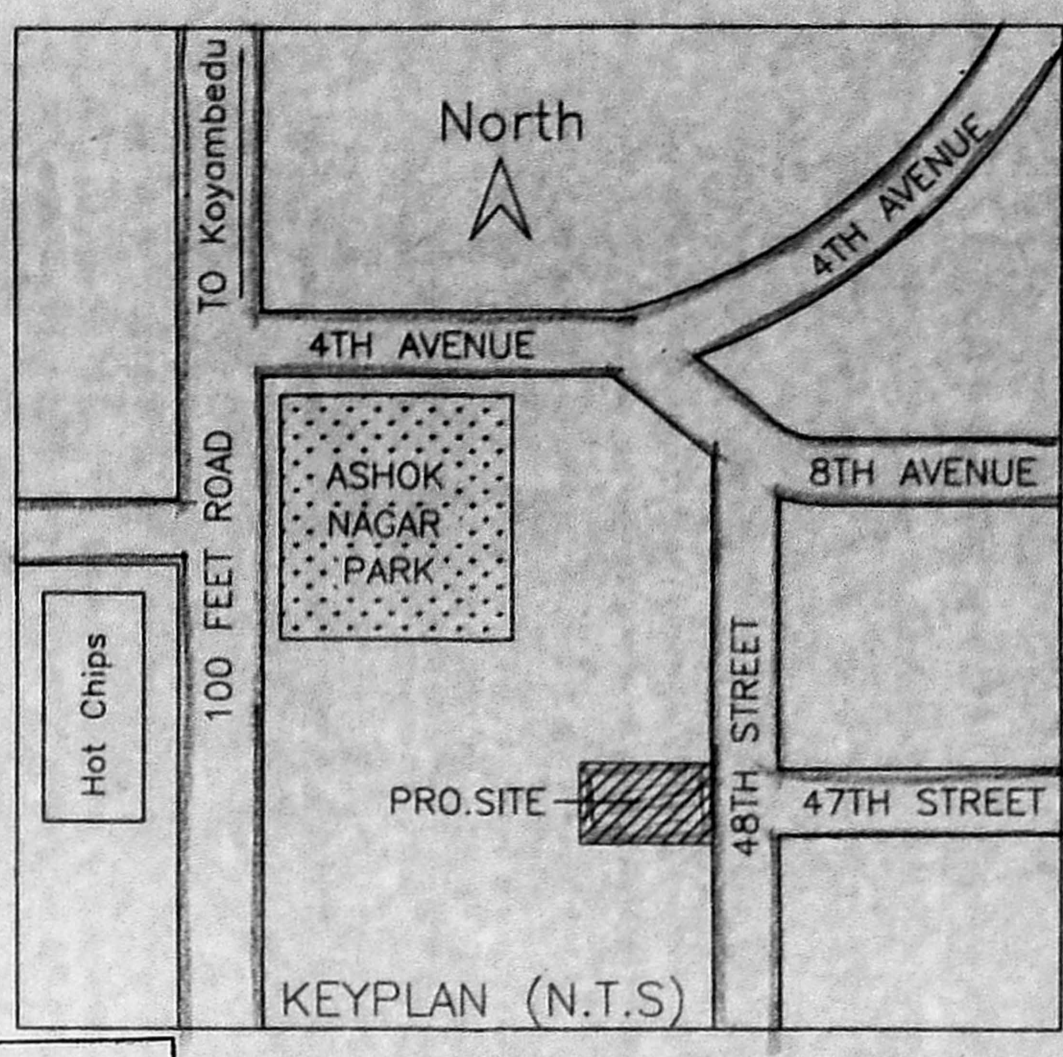 TO Koyambedu
North
4TH AVENUE
4TH AVENUE
ASHOK
NAGAR
PARK
8TH AVENUE
100 FEET ROAD
Hot Chips
48TH STREET
PRO.SITE
47TH STREET
KEYPLAN (N.T.S)